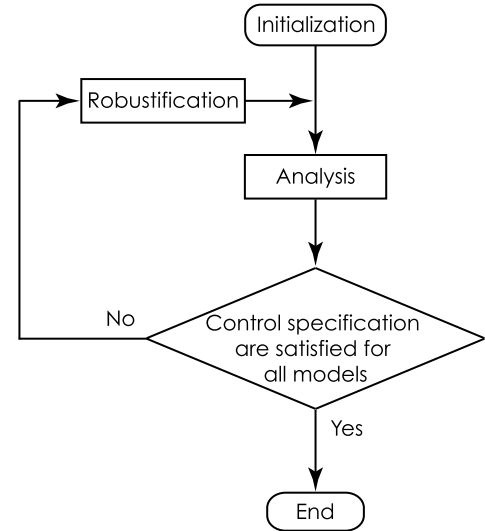 Initialization
Robustification
Analysis
No
Control specification
are satisfied for
all models
Yes
End